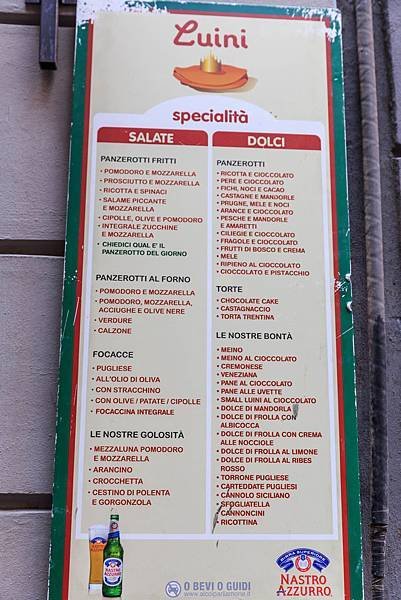 Luini
specialità
SALATE
PANZEROTTI FRITTI
• POMODORO E MOZZARELLA
• PROSCIUTTO E MOZZARELLA
• RICOTTA E SPINACI
• SALAME PICCANTE
E MOZZARELLA
• CIPOLLE, OLIVE E POMODORO
• INTEGRALE ZUCCHINE
E MOZZARELLA
• CHIEDICI QUAL E' IL
PANZEROTTO DEL GIORNO
PANZEROTTI AL FORNO
• POMODORO E MOZZARELLA
• POMODORO, MOZZARELLA,
ACCIUGHE E OLIVE NERE
• VERDURE
• CALZONE
FOCACCE
• PUGLIESE
• ALL'OLIO DI OLIVA
• CON STRACCHINO
• CON OLIVE / PATATE / CIPOLLE
• FOCACCINA INTEGRALE
LE NOSTRE GOLOSITÀ
• MEZZALUNA POMODORO
E MOZZARELLA
• ARANCINO
• CROCCHETTA
• CESTINO DI POLENTA
E GORGONZOLA
DOLCI
PANZEROTTI
• RICOTTA E CIOCCOLATO
• PERE E CIOCCOLATO
• FICHI, NOCI E CACAO
• CASTAGNE E MANDORLE
• PRUGNE, MELE E NOCI
• ARANCE E CIOCCOLATO
• PESCHE E MANDORLE
E AMARETTI
• CILIEGIE E CIOCCOLATO
• FRAGOLE E CIOCCOLATO
• FRUTTI DI BOSCO E CREMA
• MELE
• RIPIENO AL CIOCCOLATO
• CIOCCOLATO E PISTACCHIO
TORTE
• CHOCOLATE CAKE
• CASTAGNACCIO
• TORTA TRENTINA
LE NOSTRE BONTÀ
• MEINO
• MEINO AL CIOCCOLATO
• CREMONESE
• VENEZIANA
• PANE AL CIOCCOLATO
• PANE ALLE UVETTE
• SMALL LUINI AL CIOCCOLATO
• DOLCE DI MANDORLA
• DOLCE DI FROLLA CON
ALBICOCCA
• DOLCE DI FROLLA CON CREMA
ALLE NOCCIOLE
• DOLCE DI FROLLA AL LIMONE
• DOLCE DI FROLLA AL RIBES
ROSSO
• TORRONE PUGLIESE
• CARTEDDATE PUGLIESI
• CANNOLO SICILIANO
• SFOGLIATELLA
• CANNONCINI
• RICOTTINA
O BEVI O GUIDI
www.alcolparliamone.it
BIRRA SUPERIORE
NASTRO
AZZURRO